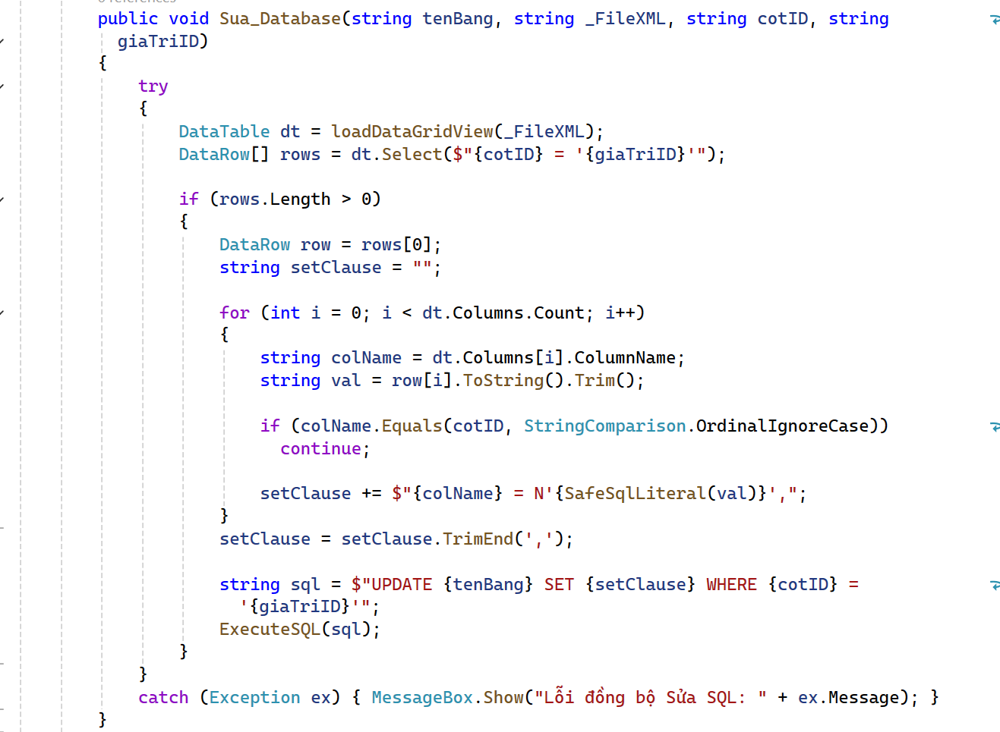 0 references
public void Sua_Database(string tenBang, string _FileXML, string cotID, string
giaTriID)
{
try
{
DataTable dt = loadDataGridView(_FileXML);
DataRow[] rows = dt.Select($"{cotID} = '{giaTriID}'");
if (rows.Length > 0)
{
DataRow row = rows[0];
string setClause = "";
for (int i = 0; i < dt.Columns.Count; i++)
{
string colName = dt.Columns[i].ColumnName;
string val = row[i].ToString().Trim();
if (colName.Equals(cotID, StringComparison.OrdinalIgnoreCase))
continue;
setClause += $"{colName} = N'{SafeSqlLiteral(val)}',";
}
setClause = setClause.TrimEnd(',');
string sql = $"UPDATE {tenBang} SET {setClause} WHERE {cotID} =
'{giaTriID}'";
ExecuteSQL(sql);
}
}
catch (Exception ex) { MessageBox.Show("Lỗi đồng bộ Sửa SQL: " + ex.Message); }
}